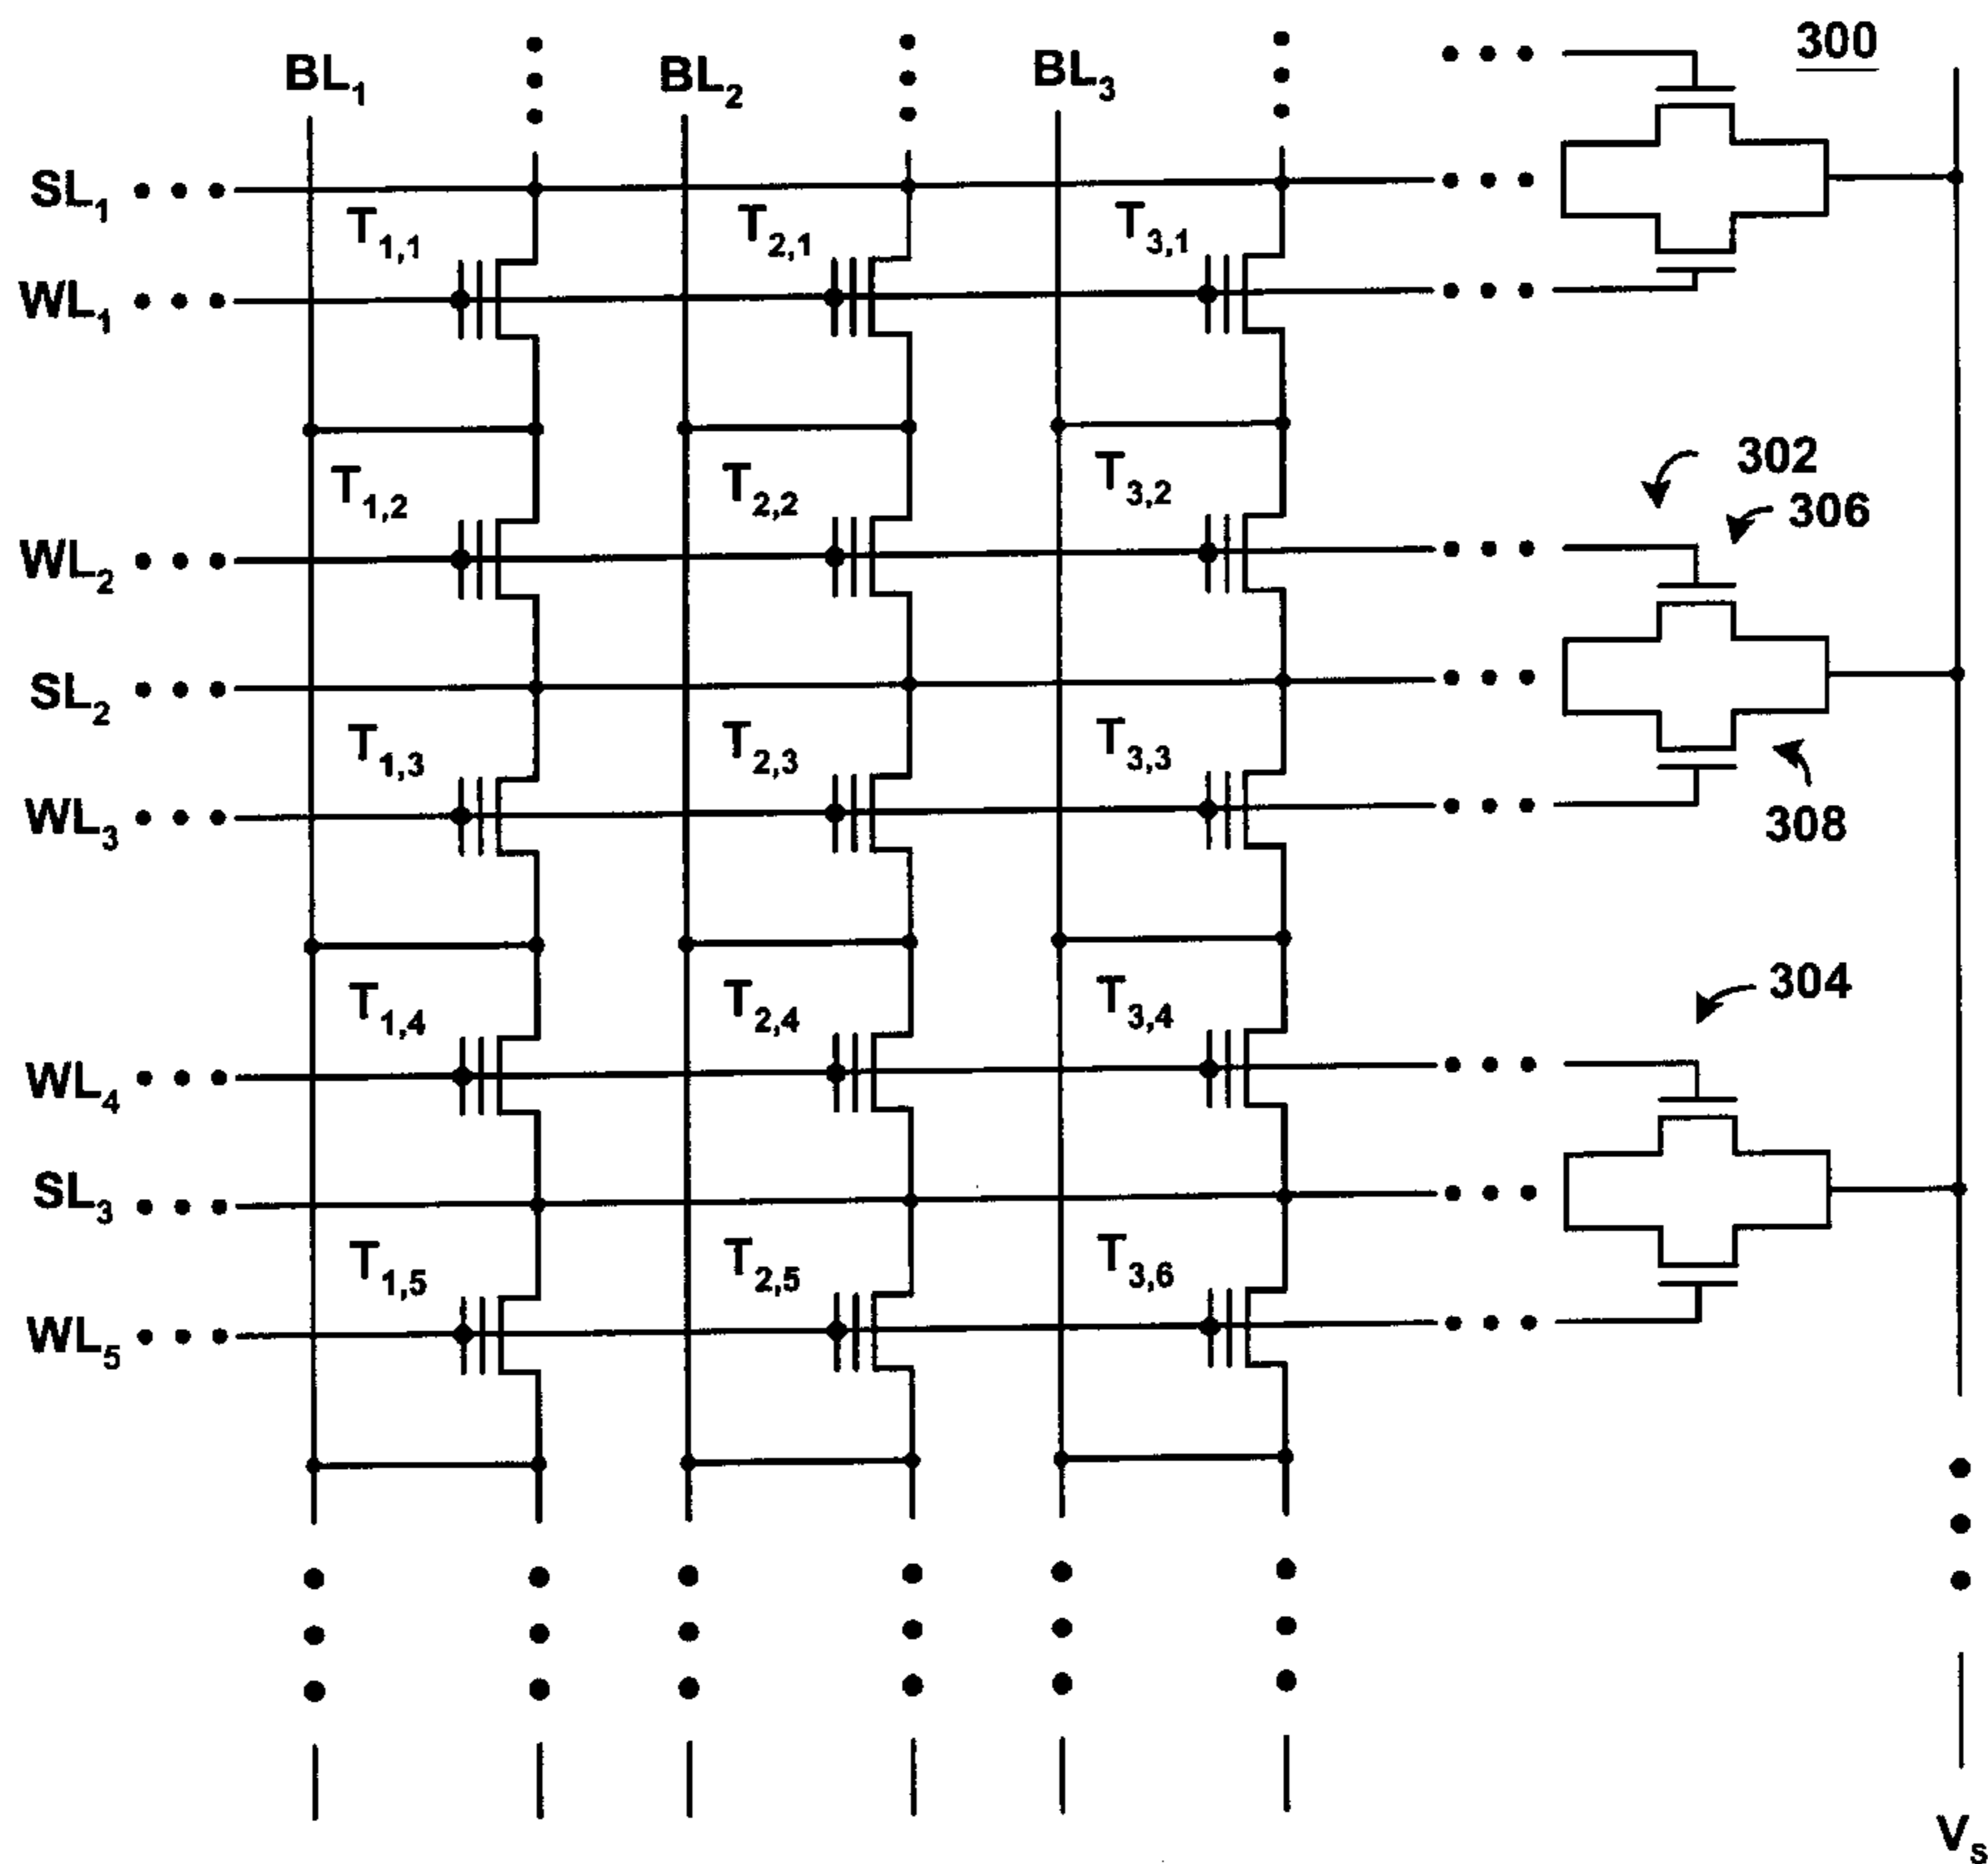 300
BL1 BL2 BL3
SL1
T1,1 T2,1 T3,1
WL1
302
T1,2 T2,2 T3,2
306
WL2
SL2
T1,3 T2,3 T3,3
WL3
308
304
T1,4 T2,4 T3,4
WL4
SL3
T1,5 T2,5 T3,6
WL5
VS